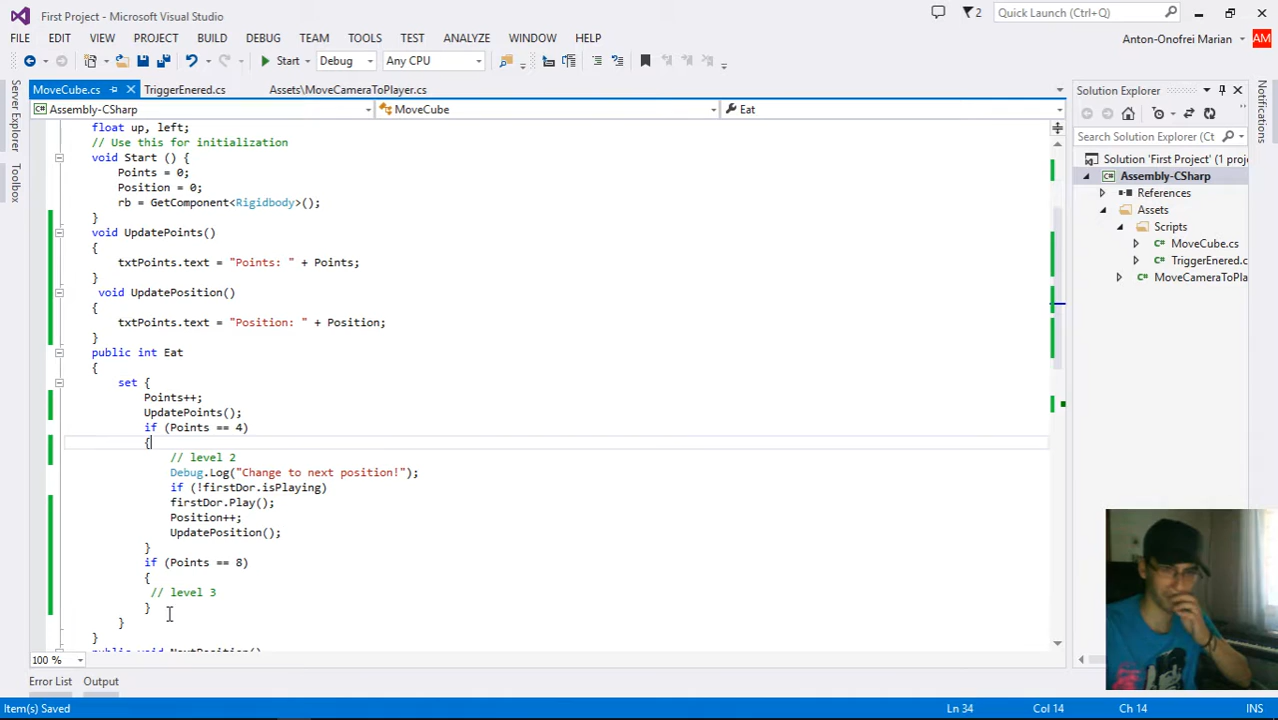 First Project - Microsoft Visual Studio
2
Quick Launch (Ctrl+Q)
FILE EDIT VIEW PROJECT BUILD DEBUG TEAM TOOLS TEST ANALYZE WINDOW HELP
Anton-Onofrei Marian AM
Start Debug Any CPU
MoveCube.cs TriggerEnered.cs Assets\MoveCameraToPlayer.cs
Assembly-CSharp MoveCube Eat
Server Explorer
Toolbox
float up, left;
// Use this for initialization
void Start () {
Points = 0;
Position = 0;
rb = GetComponent<Rigidbody>();
}
void UpdatePoints()
{
txtPoints.text = "Points: " + Points;
}
void UpdatePosition()
{
txtPoints.text = "Position: " + Position;
}
public int Eat
{
set {
Points++;
UpdatePoints();
if (Points == 4)
{
// level 2
Debug.Log("Change to next position!");
if (!firstDor.isPlaying)
firstDor.Play();
Position++;
UpdatePosition();
}
if (Points == 8)
{
// level 3
}
}
}
public void NextPosition()
100 %
Solution Explorer
Search Solution Explorer (Ct
Solution 'First Project' (1 proj
Assembly-CSharp
References
Assets
Scripts
MoveCube.cs
TriggerEnered.c
MoveCameraToPla
Notifications
Error List Output
Item(s) Saved Ln 34 Col 14 Ch 14 INS